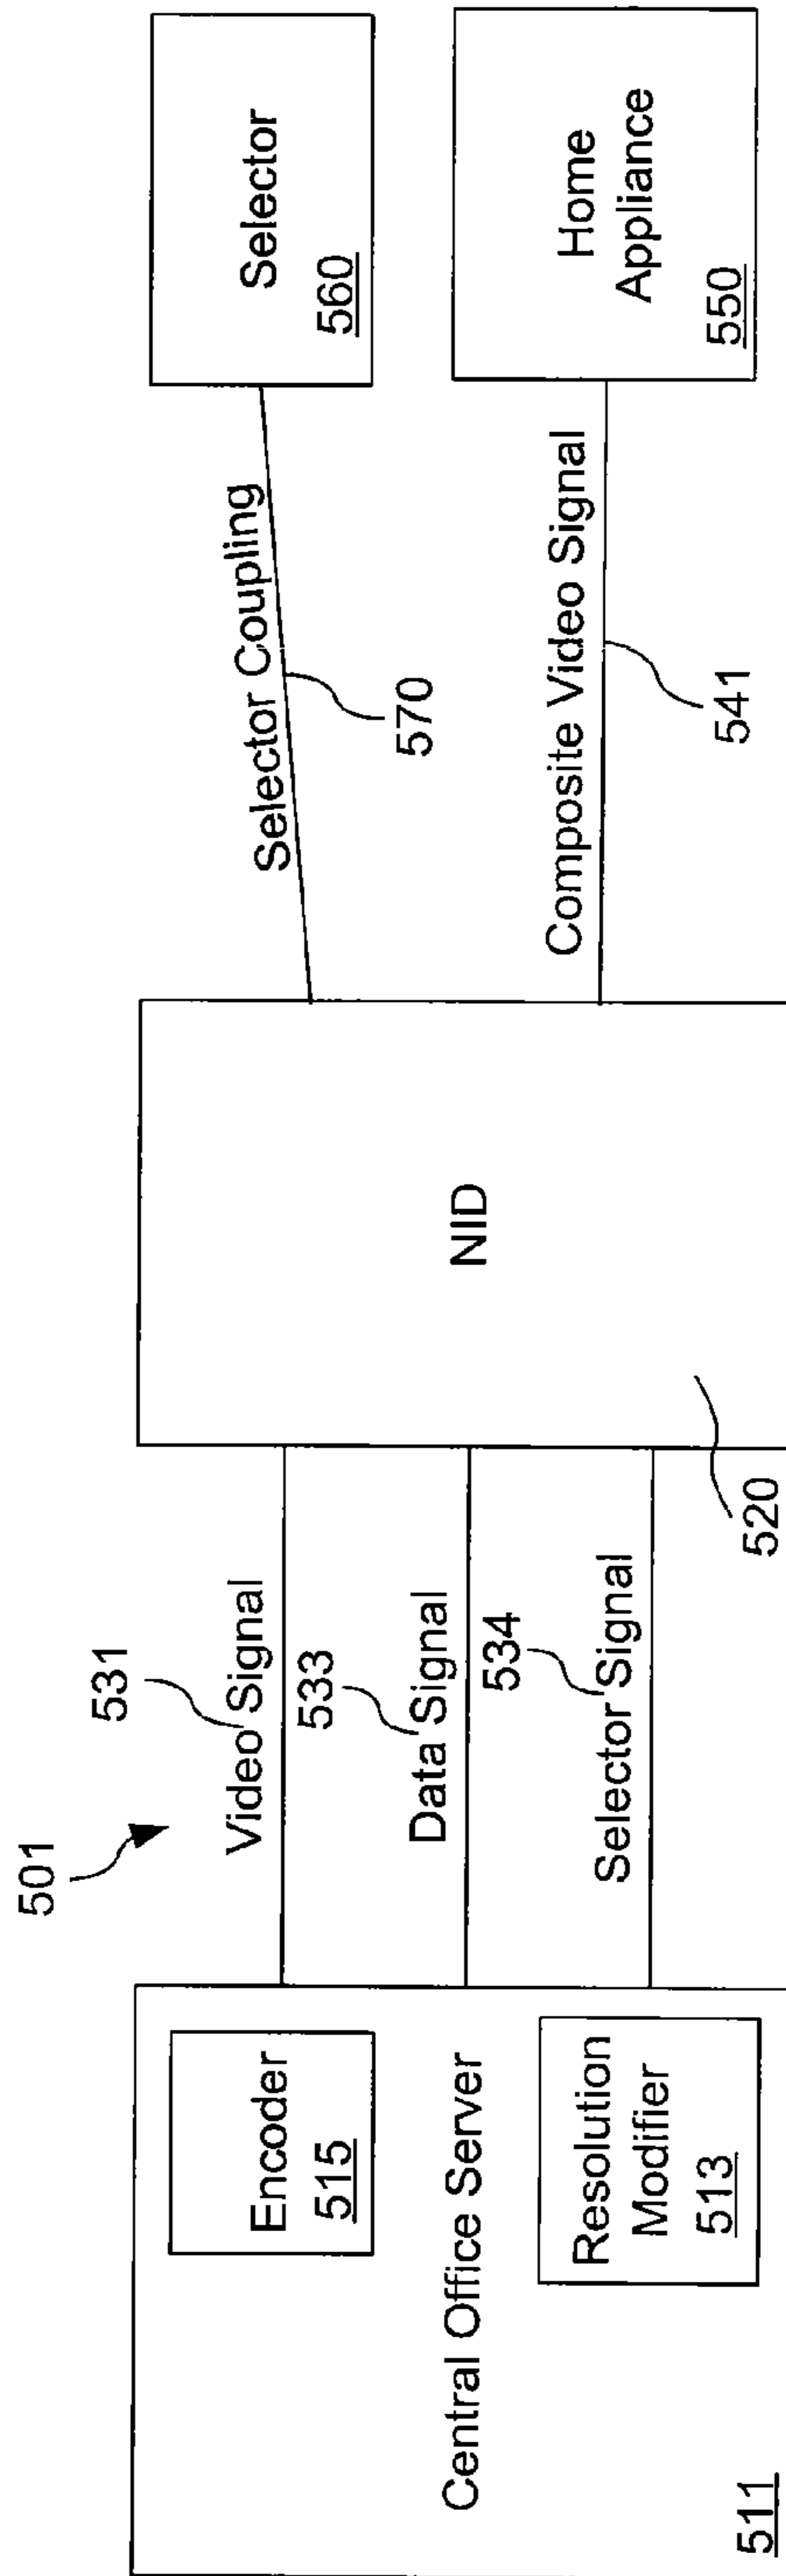 501
Encoder
515
Central Office Server
Resolution
Modifier
513
511
531
Video Signal
533
Data Signal
534
Selector Signal
NID
520
Selector Coupling
570
Composite Video Signal
541
Selector
560
Home
Appliance
550